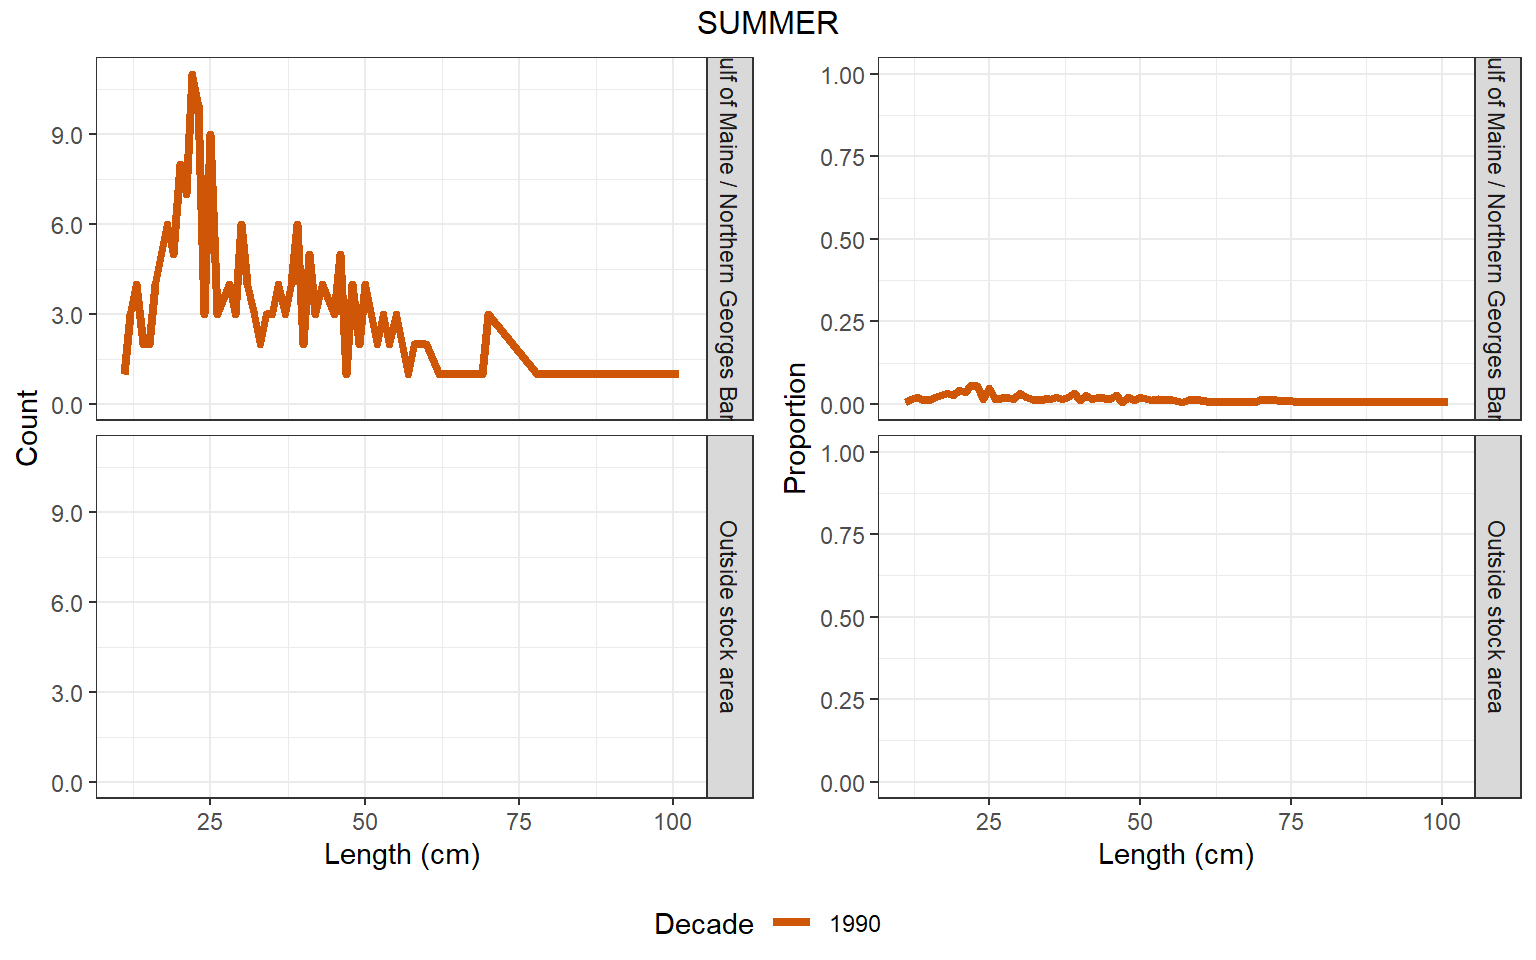 SUMMER
Count
9.0
6.0
3.0
0.0
ulf of Maine / Northern Georges Ban
9.0
6.0
3.0
0.0
Outside stock area
25 50 75 100
Length (cm)
Proportion
1.00
0.75
0.50
0.25
0.00
ulf of Maine / Northern Georges Ban
1.00
0.75
0.50
0.25
0.00
Outside stock area
25 50 75 100
Length (cm)
Decade 1990